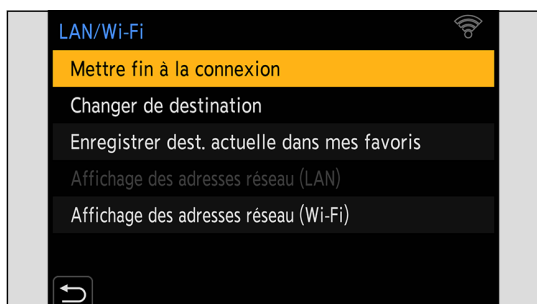 LAN/Wi-Fi
Mettre fin à la connexion
Changer de destination
Enregistrer dest. actuelle dans mes favoris
Affichage des adresses réseau (LAN)
Affichage des adresses réseau (Wi-Fi)